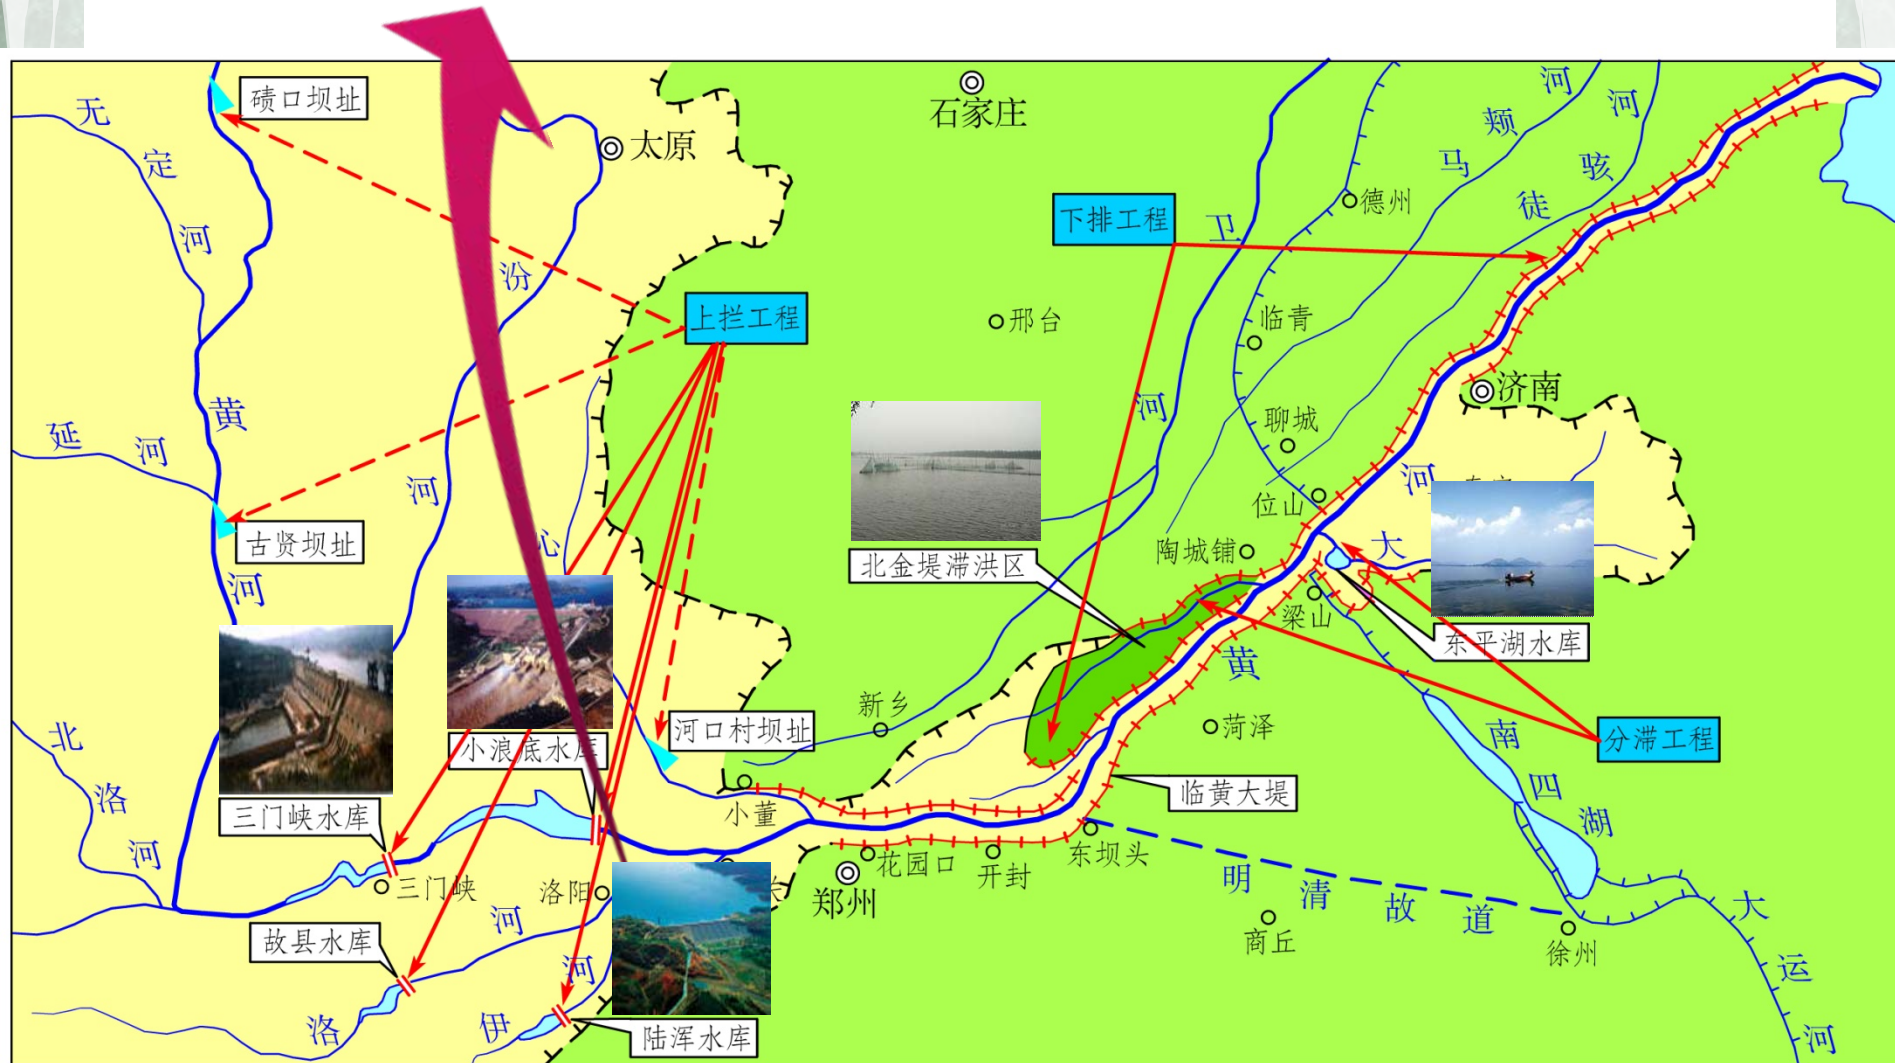 碛口坝址
无定河
太原
石家庄
马颊河
徒骇河
德州
下排工程
卫河
汾河
上拦工程
邢台
临青
济南
黄河
延河
聊城
位山
古贤坝址
沁
北金堤滞洪区
陶城铺
大
梁山
东平湖水库
黄河
三门峡水库
小浪底水库
河口村坝址
新乡
菏泽
分滞工程
南四湖
临黄大堤
北洛河
小董
花园口
开封
东坝头
郑州
三门峡
洛阳
明清故道
商丘
徐州
大运河
故县水库
洛河
伊河
陆浑水库